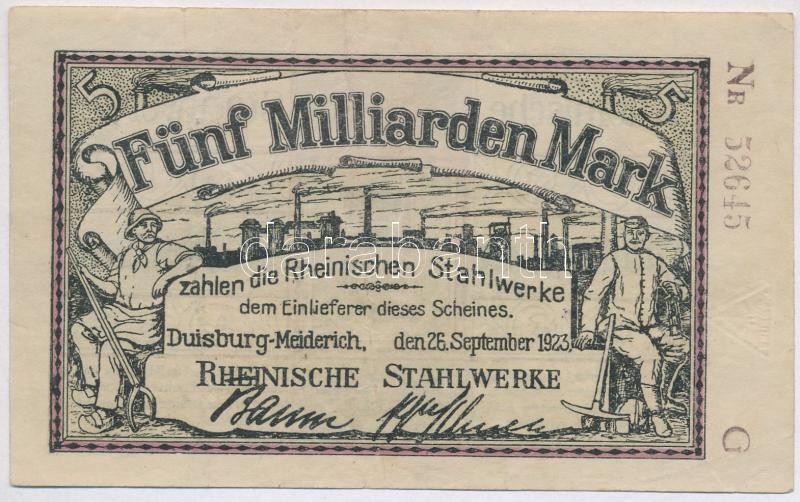 5 5
Fünf Milliarden Mark
zahlen die Rheinischen Stahlwerke
dem Einlieferer dieses Scheines.
Duisburg-Meiderich, den 26. September 1923.
RHEINISCHE STAHLWERKE
NR 52645
G
darabanth